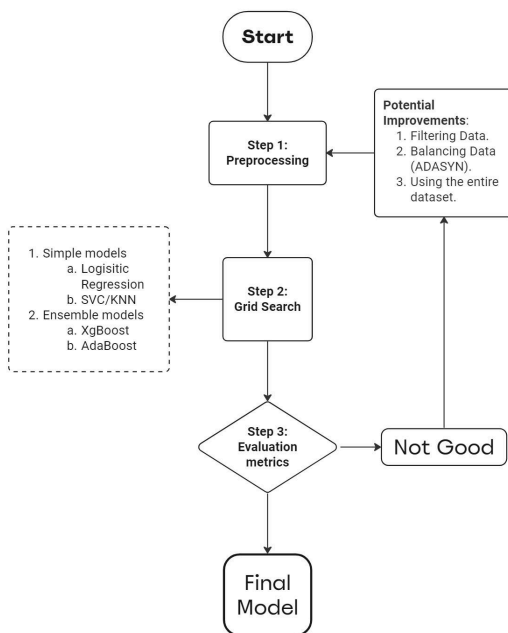 Start
Step 1:
Preprocessing
Potential
Improvements:
1. Filtering Data.
2. Balancing Data
(ADASYN).
3. Using the entire
dataset.
1. Simple models
a. Logisitic
Regression
b. SVC/KNN
2. Ensemble models
a. XgBoost
b. AdaBoost
Step 2:
Grid Search
Step 3:
Evaluation
metrics
Not Good
Final
Model